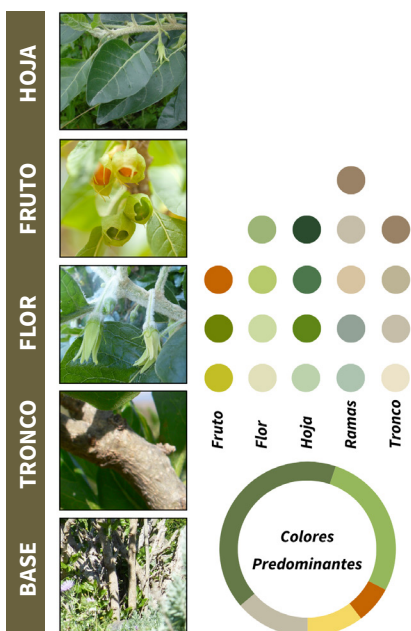 HOJA
FRUTO
FLOR
TRONCO
BASE
Fruto
Flor
Hoja
Ramas
Tronco
Colores
Predominantes